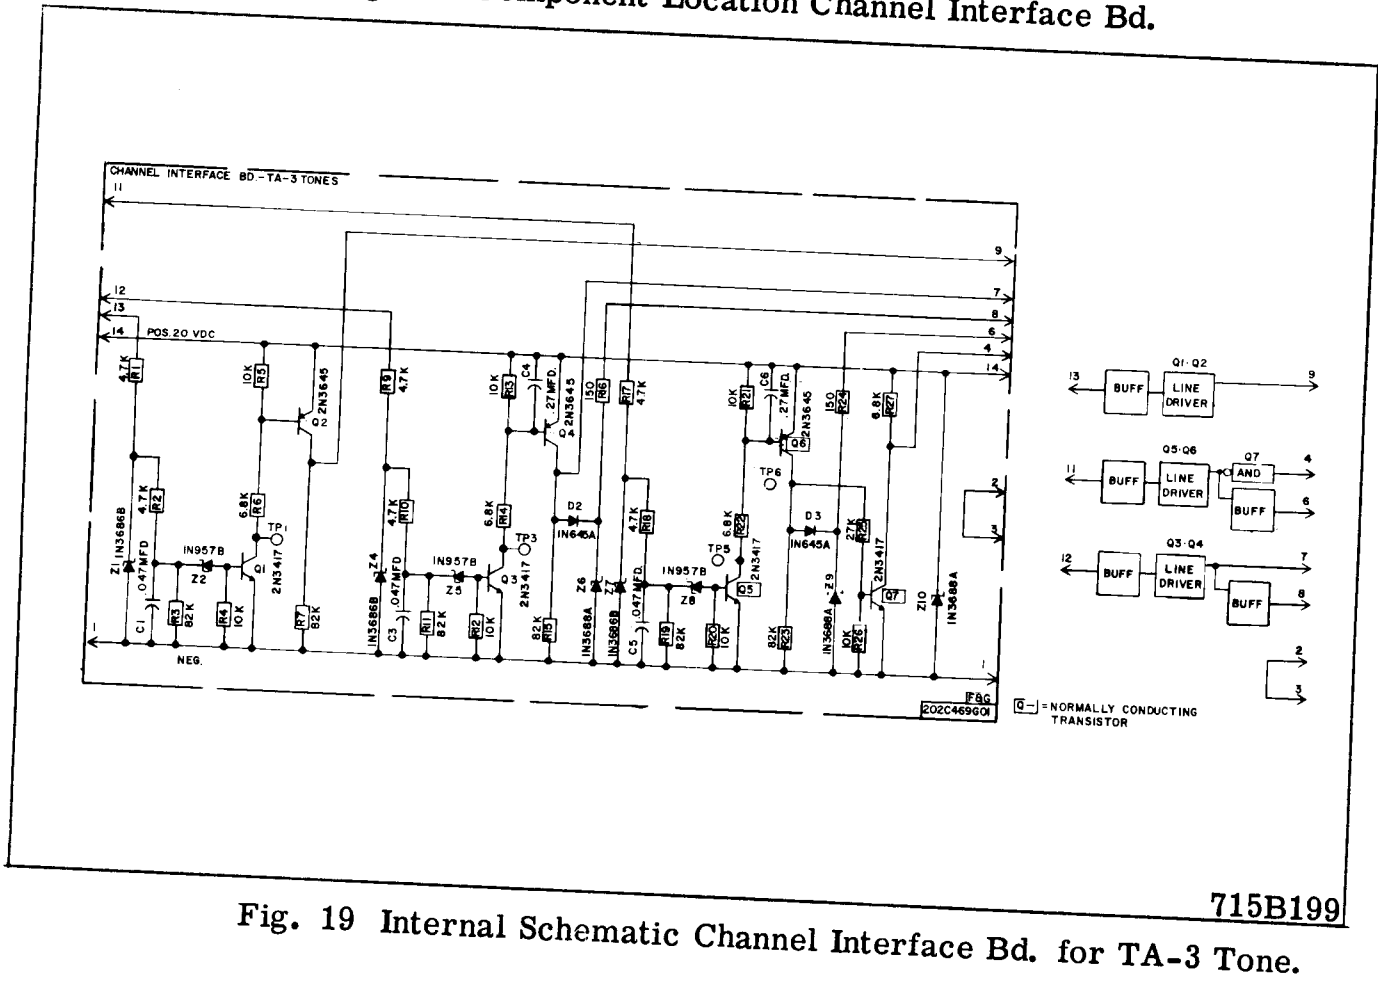 Component Location Channel Interface Bd.
CHANNEL INTERFACE BD.-TA-3 TONES
11
9
7
8
6
4
14
12
13
14 POS. 20 VDC
4.7K R1
10K R5
2N3645
Q2
R9 4.7K
10K R13
C4
.27MFD.
2N3645
Q4
150 R16
R17 4.7K
10K R21
C6
.27MFD.
2N3645
Q6
150 R24
6.8K R27
4.7K R2
6.8K R6
TP1
4.7K R10
6.8K R14
TP3
D2
IN645A
4.7K R18
6.8K R22
TP6
TP5
D3
IN645A
27K R25
2
3
Z1 IN3686B
.047MFD
C1
IN957B
Z2
R3 82K
R4 10K
Q1
2N3417
R7 82K
Z4
IN3686B
.047MFD
C3
IN957B
Z5
R11 82K
R12 10K
Q3
2N3417
82K R15
Z6
IN3688A
Z7
IN3686B
.047MFD.
C5
IN957B
Z8
R19 82K
R20 10K
Q5
2N3417
82K R23
Z9
IN3688A
10K R26
Q7
2N3417
Z10
IN3688A
1
NEG.
1
F&G
202C469G01
Q1·Q2
13 BUFF LINE DRIVER 9
Q5·Q6 Q7
11 BUFF LINE DRIVER AND 4
BUFF 6
Q3·Q4
12 BUFF LINE DRIVER 7
BUFF 8
2
3
Q- =NORMALLY CONDUCTING
TRANSISTOR
715B199
Fig. 19 Internal Schematic Channel Interface Bd. for TA-3 Tone.